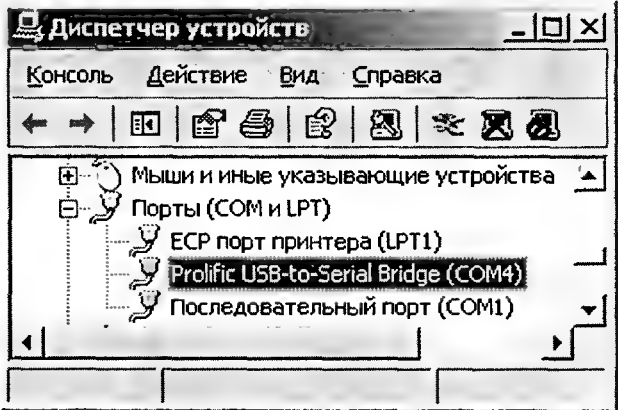 Диспетчер устройств
Консоль Действие Вид Справка
Мыши и иные указывающие устройства
Порты (COM и LPT)
ECP порт принтера (LPT1)
Prolific USB-to-Serial Bridge (COM4)
Последовательный порт (COM1)